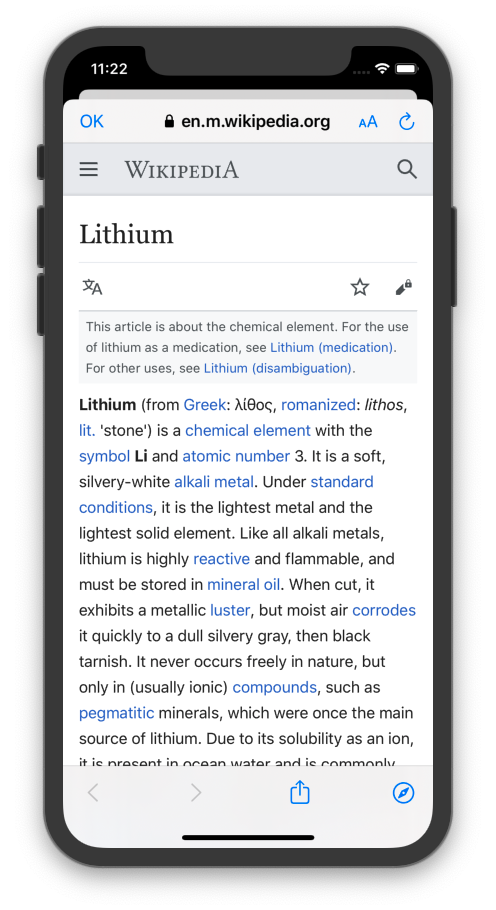 11:22
OK en.m.wikipedia.org AA
WIKIPEDIA
Lithium
文A
This article is about the chemical element. For the use
of lithium as a medication, see Lithium (medication).
For other uses, see Lithium (disambiguation).
Lithium (from Greek: λίθος, romanized: lithos,
lit. 'stone') is a chemical element with the
symbol Li and atomic number 3. It is a soft,
silvery-white alkali metal. Under standard
conditions, it is the lightest metal and the
lightest solid element. Like all alkali metals,
lithium is highly reactive and flammable, and
must be stored in mineral oil. When cut, it
exhibits a metallic luster, but moist air corrodes
it quickly to a dull silvery gray, then black
tarnish. It never occurs freely in nature, but
only in (usually ionic) compounds, such as
pegmatitic minerals, which were once the main
source of lithium. Due to its solubility as an ion,
it is present in ocean water and is commonly